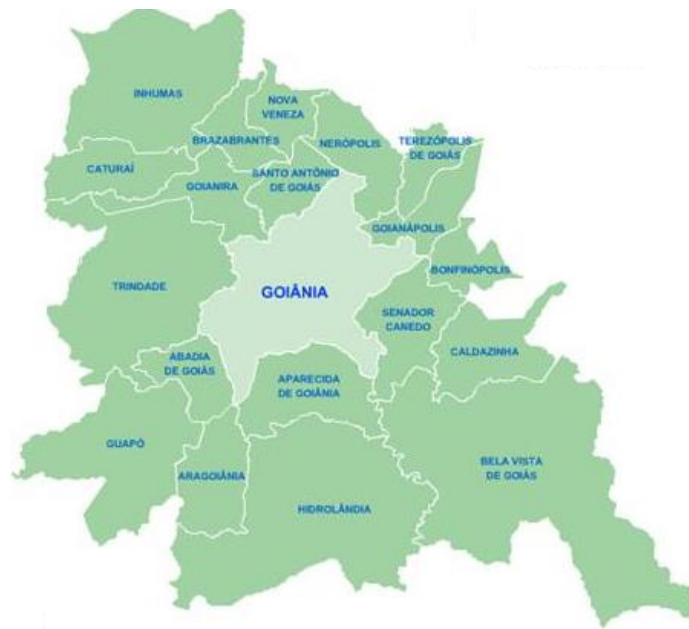 INHUMAS
NOVA
VENEZA
BRAZABRANTES
NERÓPOLIS
TEREZÓPOLIS
DE GOIÁS
CATURAÍ
GOIANIRA
SANTO ANTÔNIO
DE GOIÁS
GOIANÁPOLIS
BONFINÓPOLIS
TRINDADE
GOIÂNIA
SENADOR
CANEDO
CALDAZINHA
ABADIA
DE GOIÁS
APARECIDA
DE GOIÂNIA
GUAPÓ
ARAGOIÂNIA
BELA VISTA
DE GOIÁS
HIDROLÂNDIA